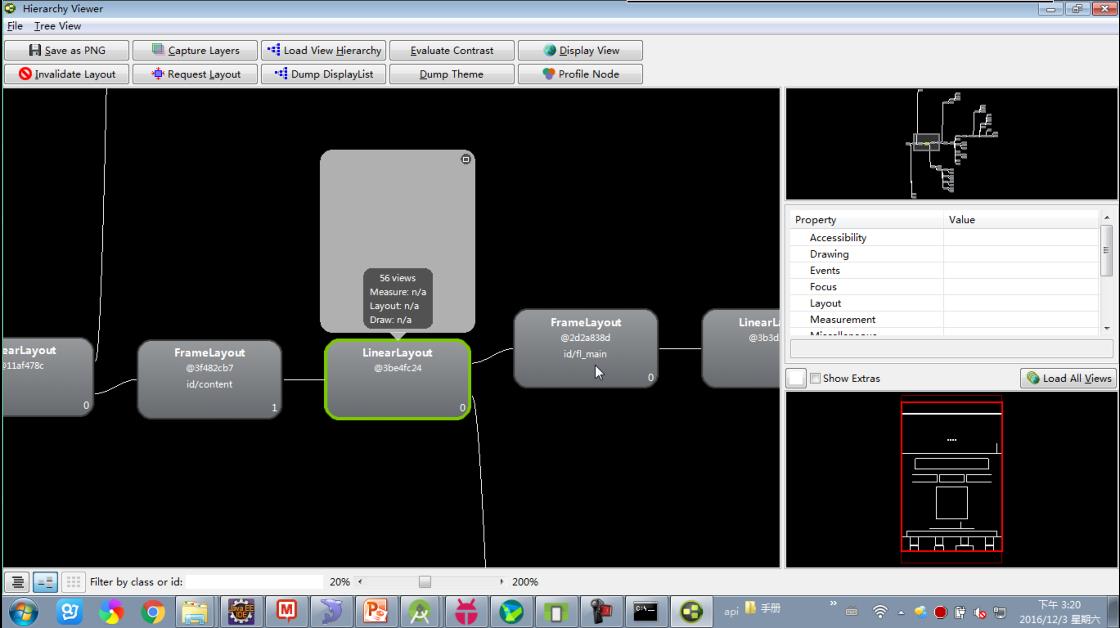 Hierarchy Viewer
File Tree View
Save as PNG Capture Layers Load View Hierarchy Evaluate Contrast Display View
Invalidate Layout Request Layout Dump DisplayList Dump Theme Profile Node
56 views
Measure: n/a
Layout: n/a
Draw: n/a
earLayout
11af478c
0
FrameLayout
@3f482cb7
id/content
1
LinearLayout
@3be4fc24
0
FrameLayout
@2d2a838d
id/fl_main
0
LinearL
@3b3d
Property Value
Accessibility
Drawing
Events
Focus
Layout
Measurement
Show Extras Load All Views
Filter by class or id: 20% 200%
api 手册
下午 3:20
2016/12/3 星期六